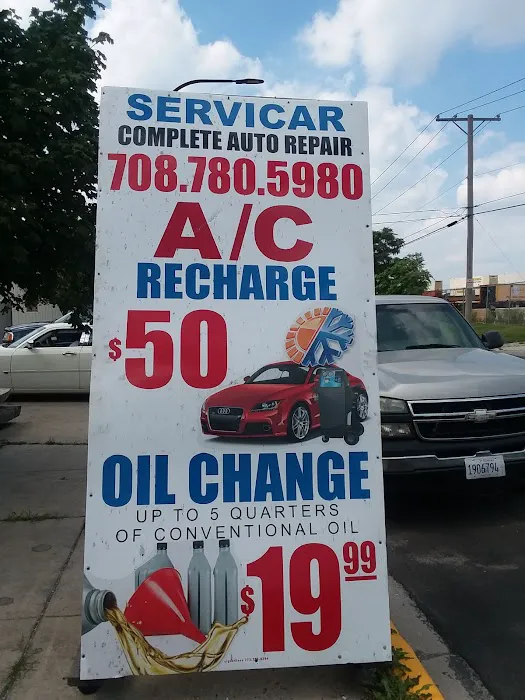 SERVICAR
COMPLETE AUTO REPAIR
708.780.5980
A/C
RECHARGE
$50
OIL CHANGE
UP TO 5 QUARTERS
OF CONVENTIONAL OIL
$19.99
1906794